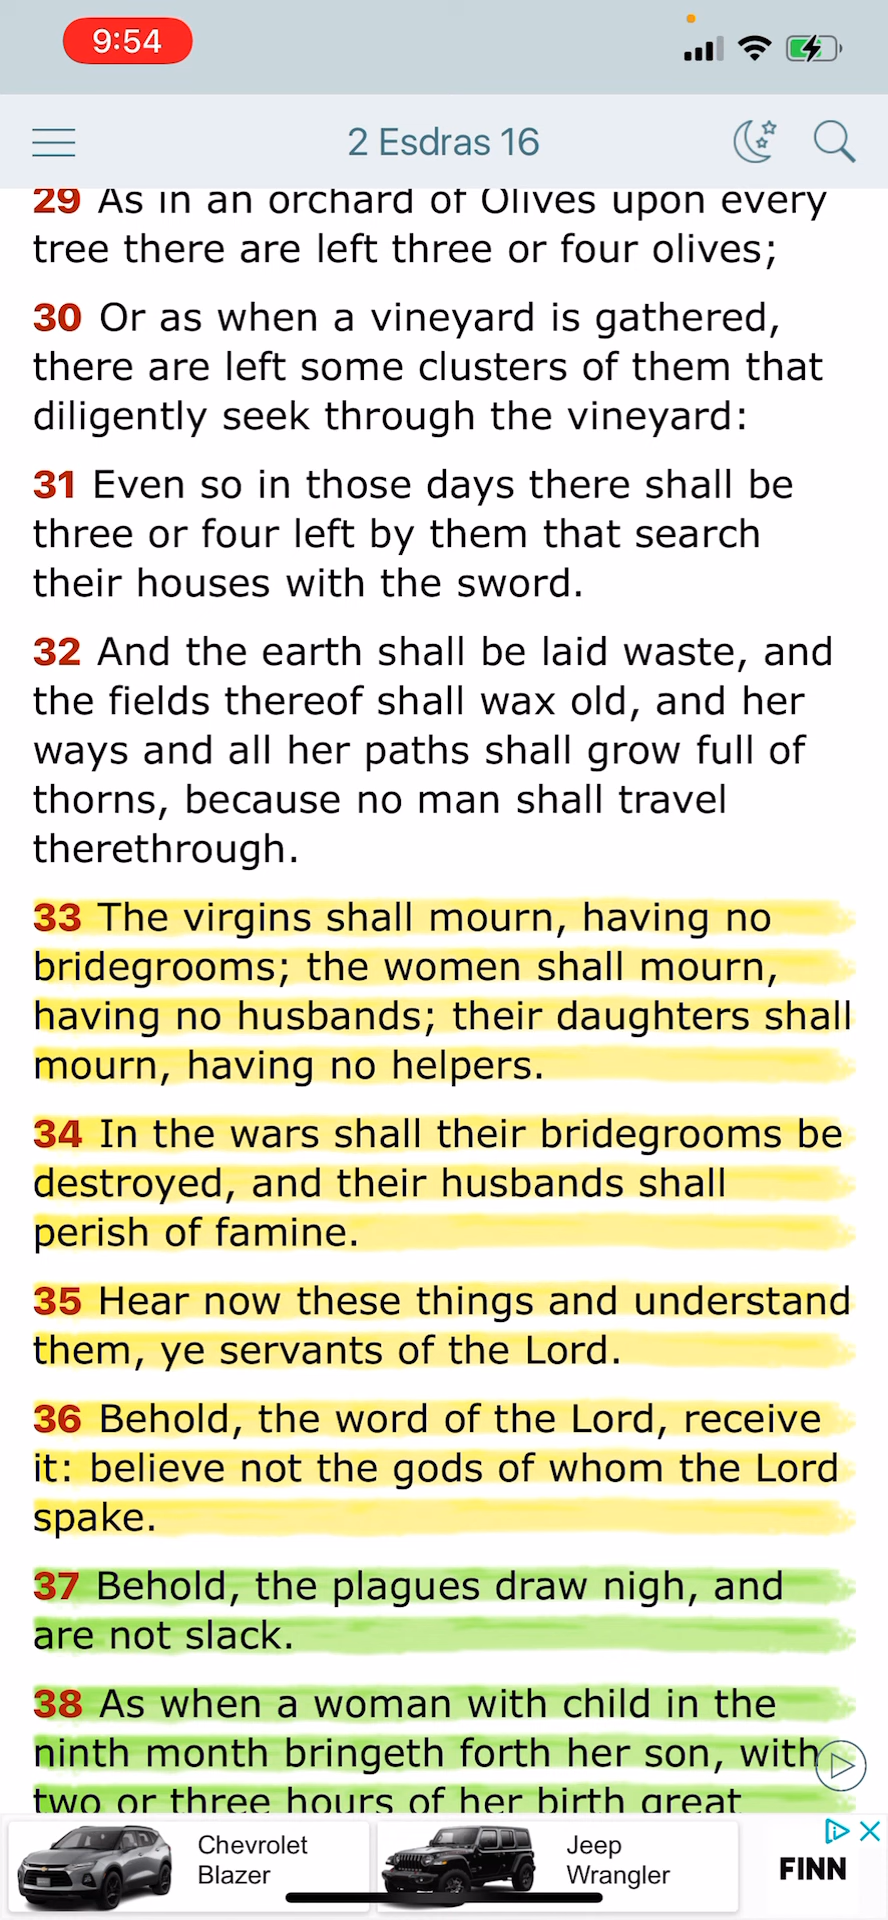 9:54
2 Esdras 16
29 As in an orchard of Olives upon every
tree there are left three or four olives;
30 Or as when a vineyard is gathered,
there are left some clusters of them that
diligently seek through the vineyard:
31 Even so in those days there shall be
three or four left by them that search
their houses with the sword.
32 And the earth shall be laid waste, and
the fields thereof shall wax old, and her
ways and all her paths shall grow full of
thorns, because no man shall travel
therethrough.
33 The virgins shall mourn, having no
bridegrooms; the women shall mourn,
having no husbands; their daughters shall
mourn, having no helpers.
34 In the wars shall their bridegrooms be
destroyed, and their husbands shall
perish of famine.
35 Hear now these things and understand
them, ye servants of the Lord.
36 Behold, the word of the Lord, receive
it: believe not the gods of whom the Lord
spake.
37 Behold, the plagues draw nigh, and
are not slack.
38 As when a woman with child in the
ninth month bringeth forth her son, with
two or three hours of her birth great
Chevrolet
Blazer
Jeep
Wrangler
FINN